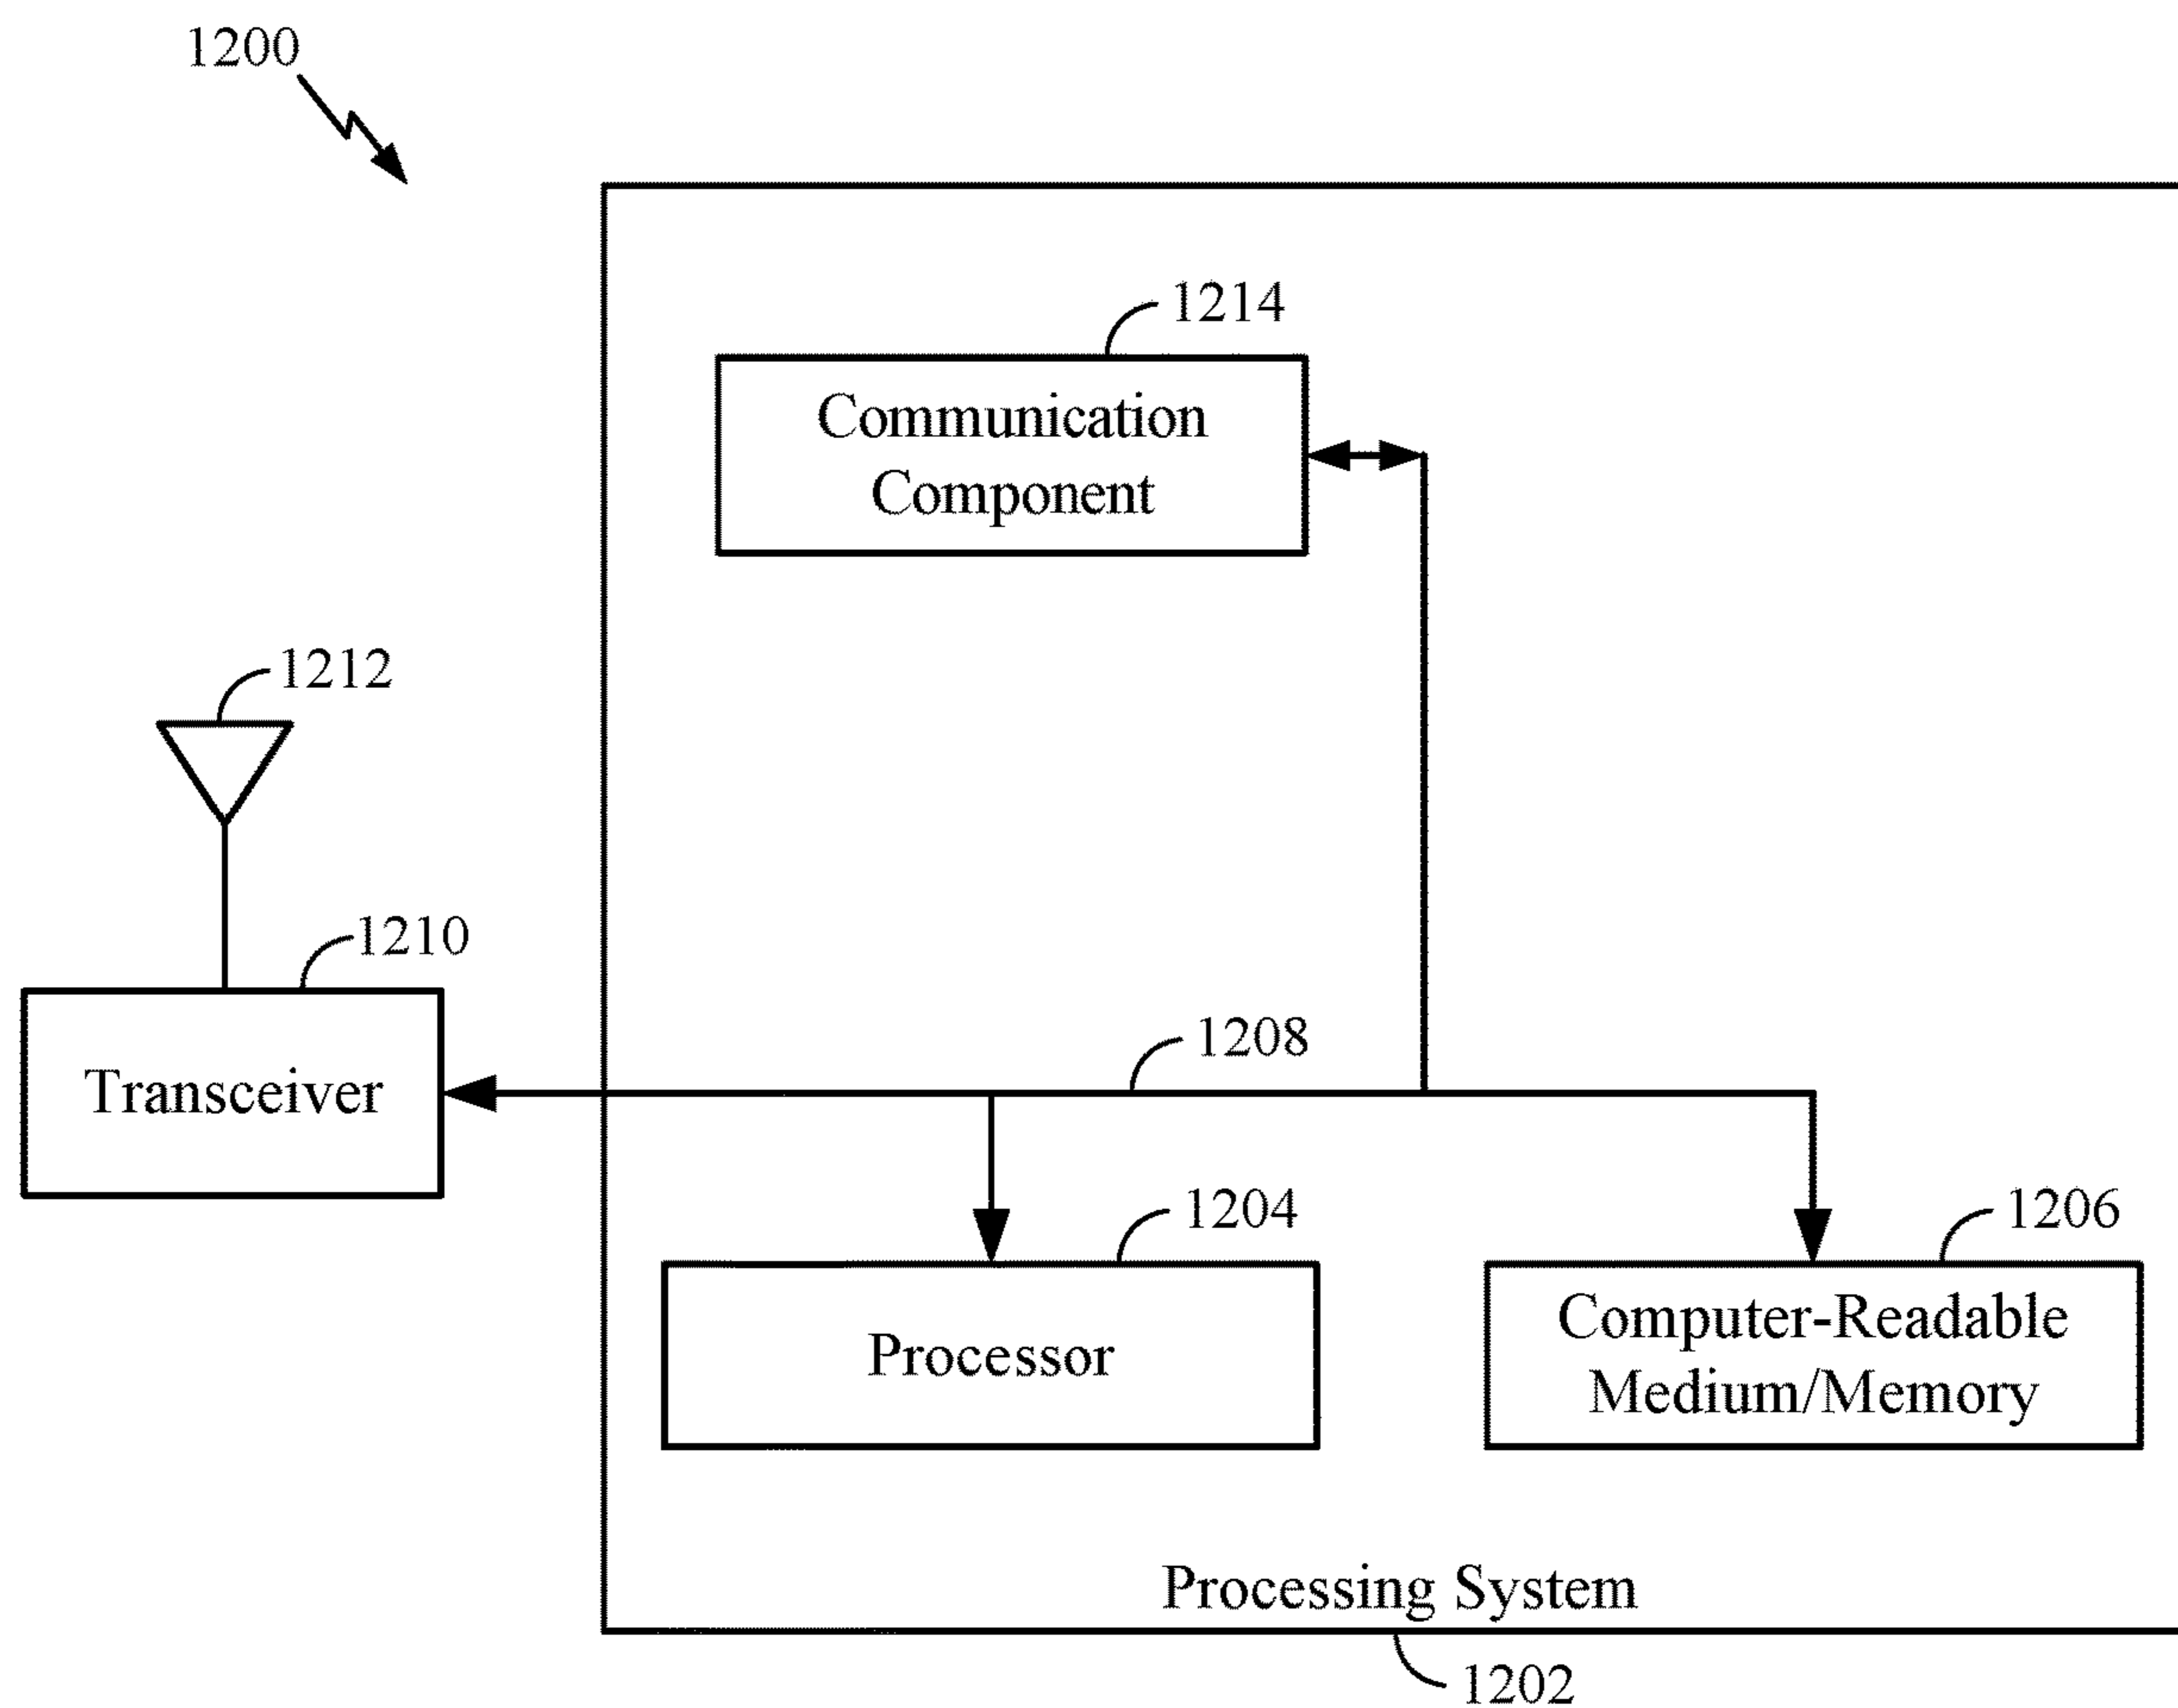 1200
1214
Communication
Component
1212
1210
Transceiver
1208
1204
Processor
1206
Computer-Readable
Medium/Memory
Processing System
1202